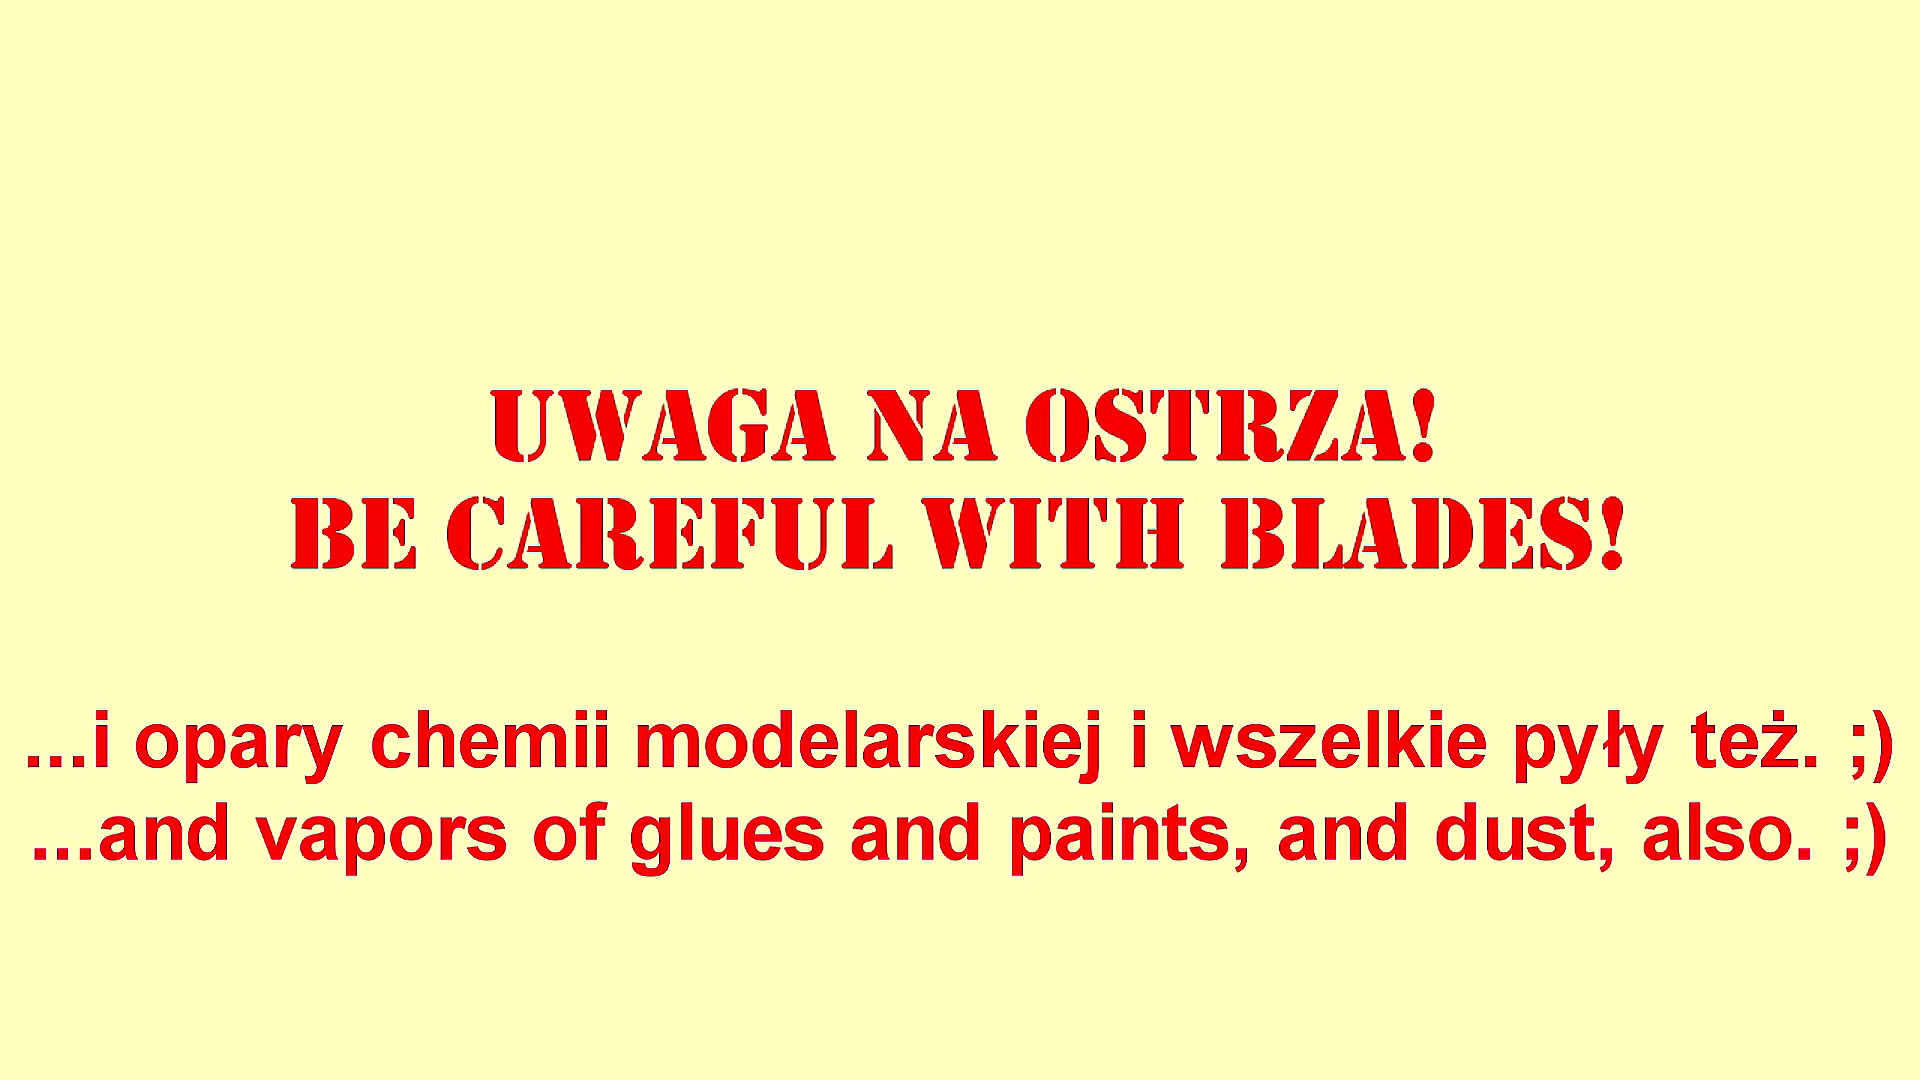 UWAGA NA OSTRZA!
BE CAREFUL WITH BLADES!
...i opary chemii modelarskiej i wszelkie pyły też. ;)
...and vapors of glues and paints, and dust, also. ;)